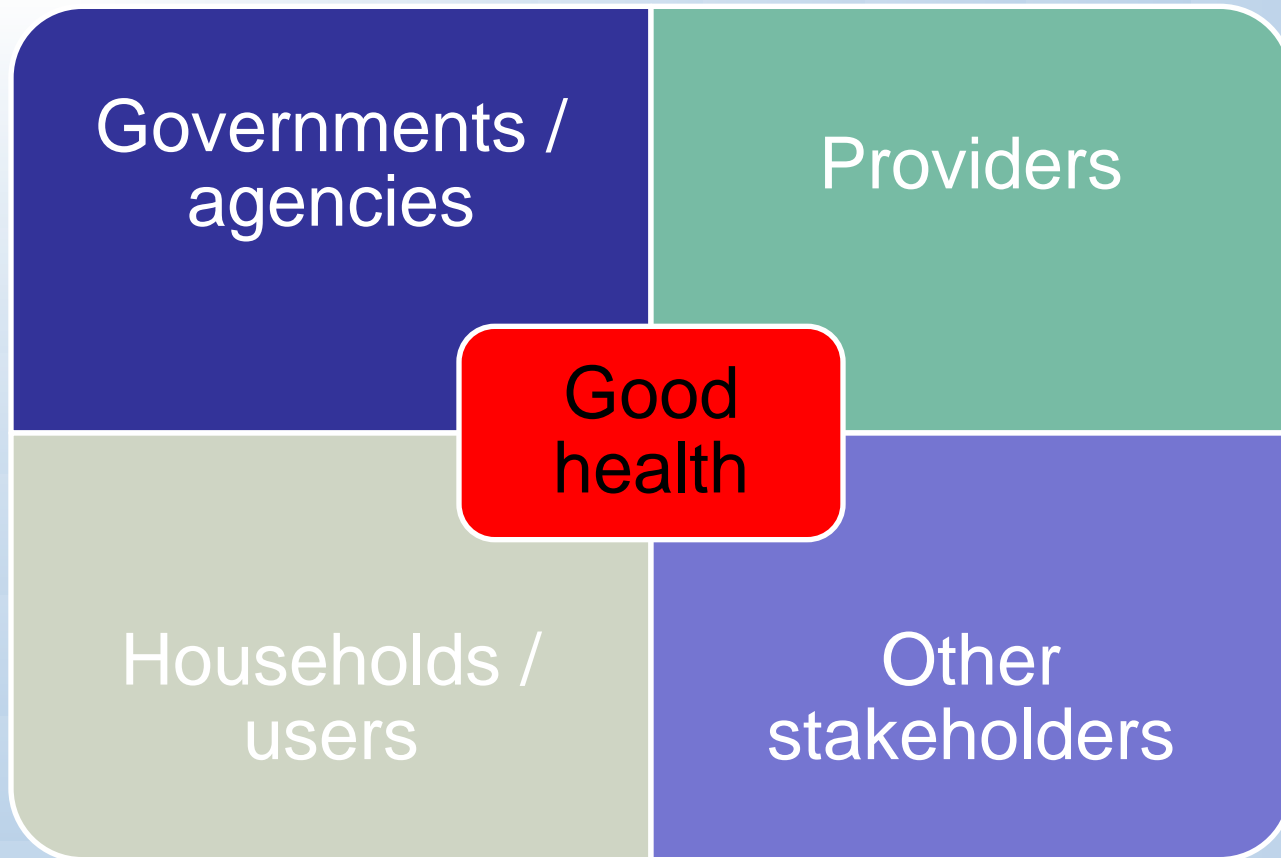 Governments /
agencies
Providers
Good
health
Households /
users
Other
stakeholders